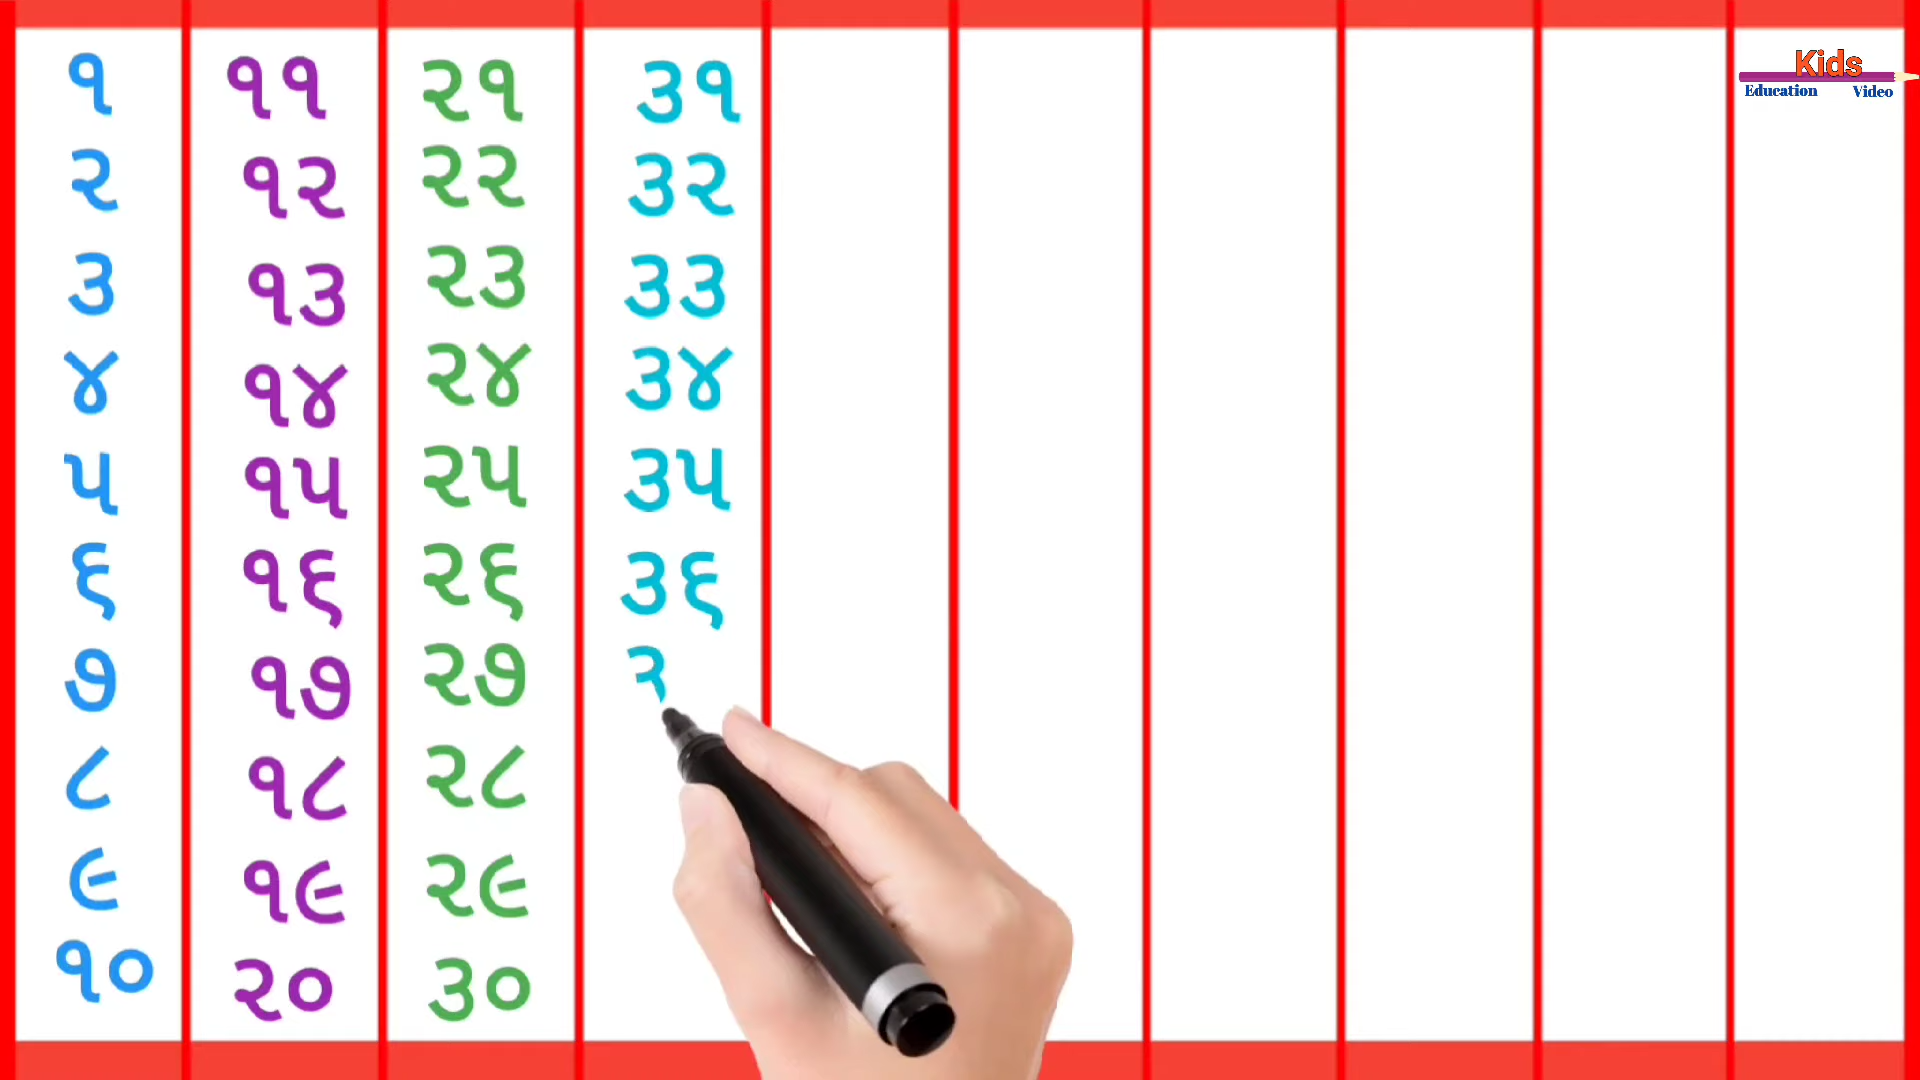 ૧ ૧૧ ૨૧ ૩૧
૨ ૧૨ ૨૨ ૩૨
૩ ૧૩ ૨૩ ૩૩
૪ ૧૪ ૨૪ ૩૪
૫ ૧૫ ૨૫ ૩૫
૬ ૧૬ ૨૬ ૩૬
૭ ૧૭ ૨૭
૮ ૧૮ ૨૮
૯ ૧૯ ૨૯
૧૦ ૨૦ ૩૦
Kids
Education Video